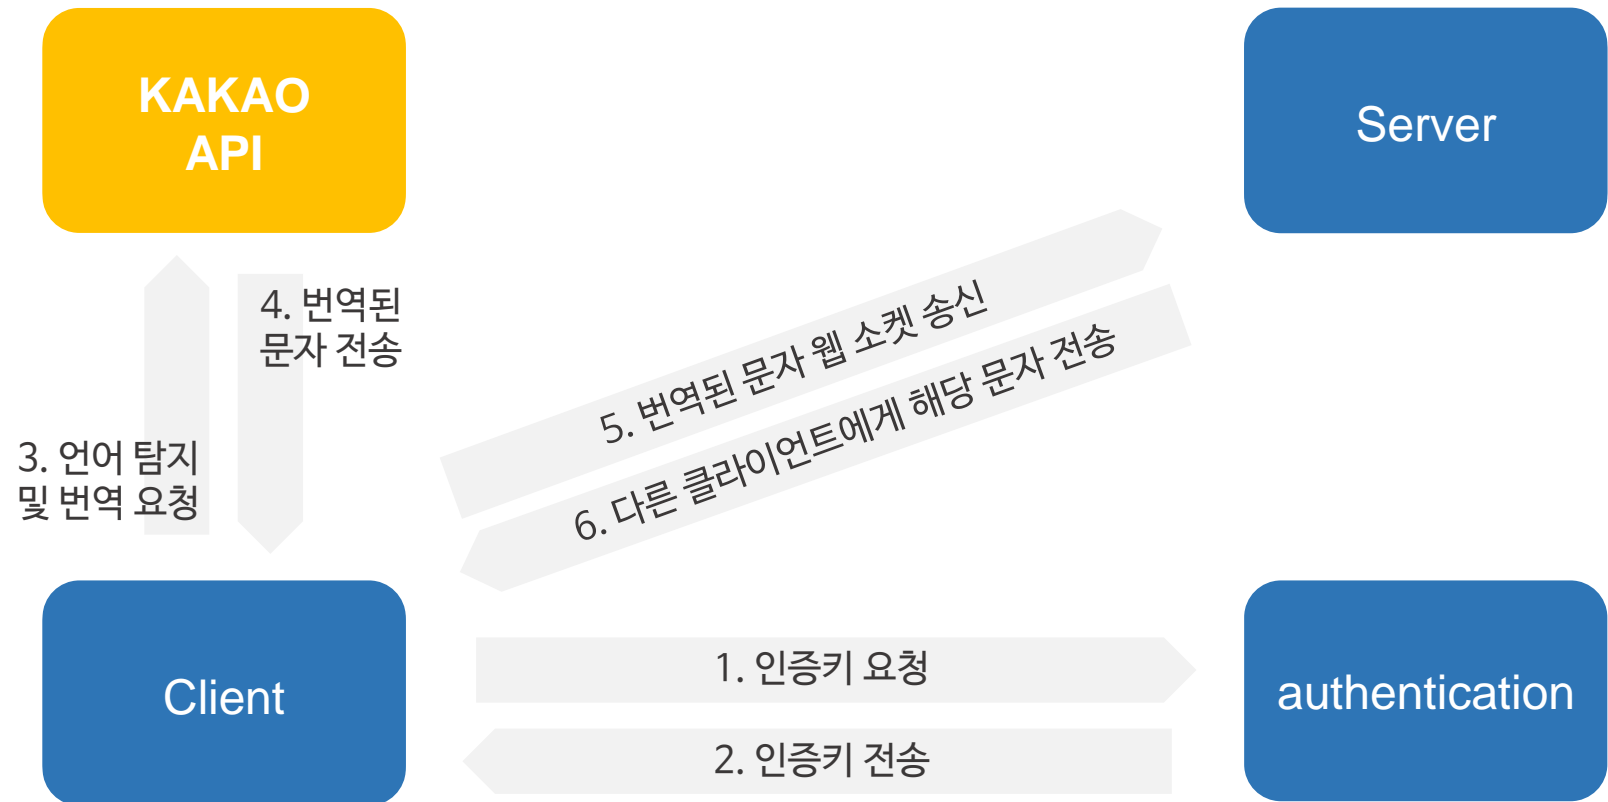 KAKAO
API
Server
4. 번역된
문자 전송
3. 언어 탐지
및 번역 요청
5. 번역된 문자 웹 소켓 송신
6. 다른 클라이언트에게 해당 문자 전송
Client
1. 인증키 요청
2. 인증키 전송
authentication